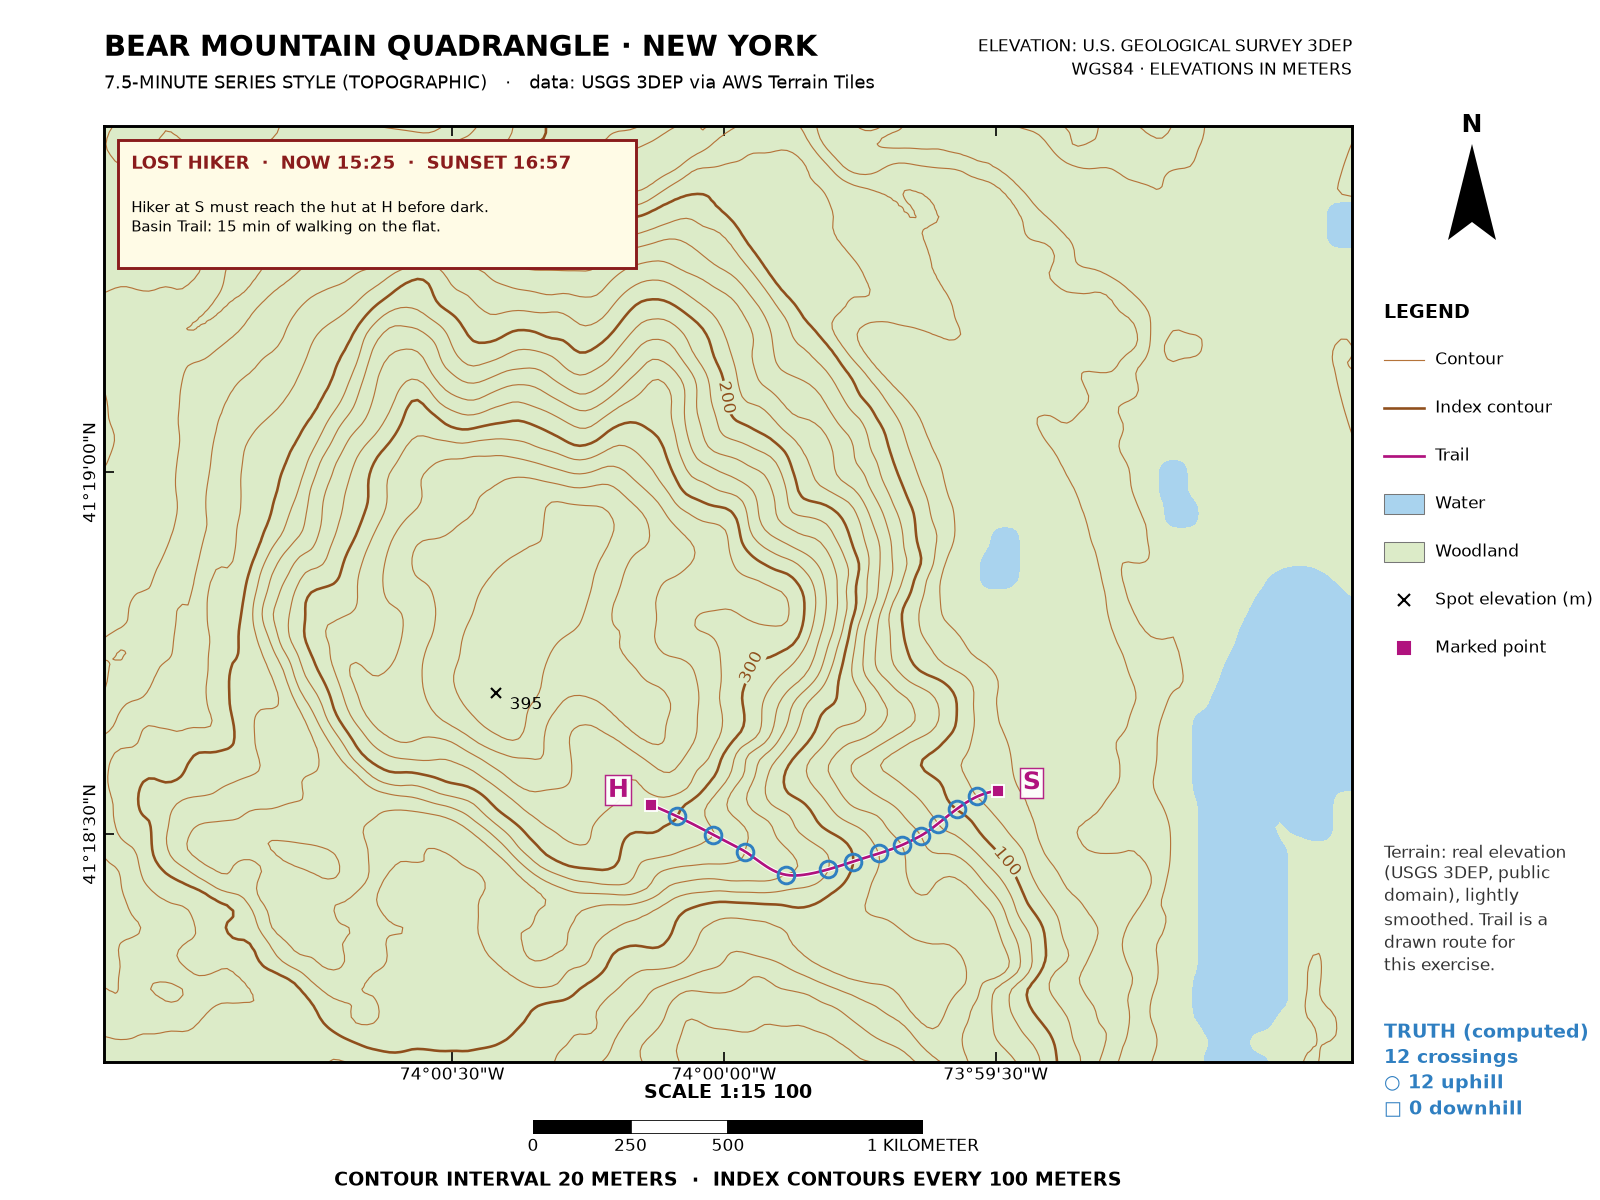 BEAR MOUNTAIN QUADRANGLE · NEW YORK
7.5-MINUTE SERIES STYLE (TOPOGRAPHIC) · data: USGS 3DEP via AWS Terrain Tiles
ELEVATION: U.S. GEOLOGICAL SURVEY 3DEP
WGS84 · ELEVATIONS IN METERS
LOST HIKER · NOW 15:25 · SUNSET 16:57
Hiker at S must reach the hut at H before dark.
Basin Trail: 15 min of walking on the flat.
200
300
395
H
S
100
41°19'00"N
41°18'30"N
74°00'30"W
74°00'00"W
73°59'30"W
SCALE 1:15 100
0 250 500 1 KILOMETER
CONTOUR INTERVAL 20 METERS · INDEX CONTOURS EVERY 100 METERS
N
LEGEND
Contour
Index contour
Trail
Water
Woodland
Spot elevation (m)
Marked point
Terrain: real elevation
(USGS 3DEP, public
domain), lightly
smoothed. Trail is a
drawn route for
this exercise.
TRUTH (computed)
12 crossings
○ 12 uphill
□ 0 downhill